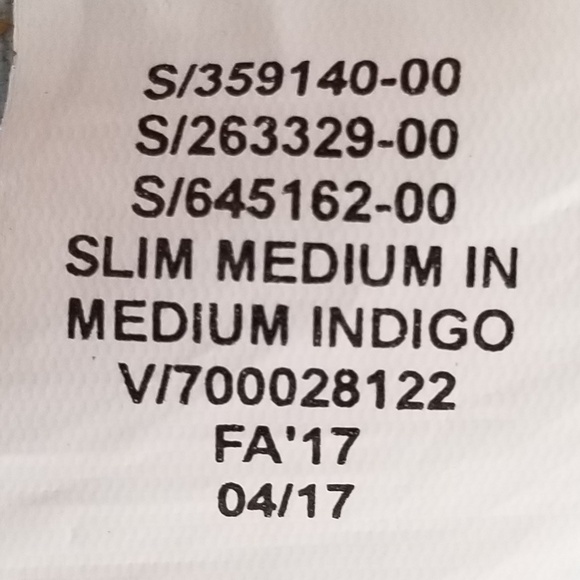 S/359140-00
S/263329-00
S/645162-00
SLIM MEDIUM IN
MEDIUM INDIGO
V/700028122
FA'17
04/17